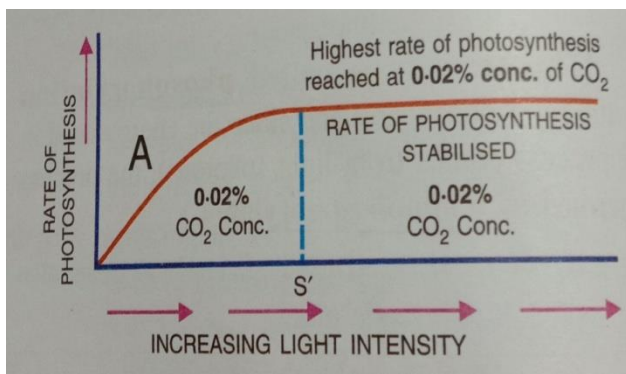 Highest rate of photosynthesis
reached at 0·02% conc. of CO₂
RATE OF
PHOTOSYNTHESIS
A
RATE OF PHOTOSYNTHESIS
STABILISED
0·02%
CO₂ Conc.
0·02%
CO₂ Conc.
S′
INCREASING LIGHT INTENSITY